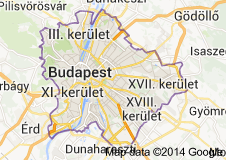 Dunakeszi
Pilisvörösvár
Gödöllő
III. kerület
Isaszeg
Budapest
XVII. kerület
XI. kerület
XVIII.
kerület
Gyömrő
Érd
Dunaharaszti
Map data ©2014 Google